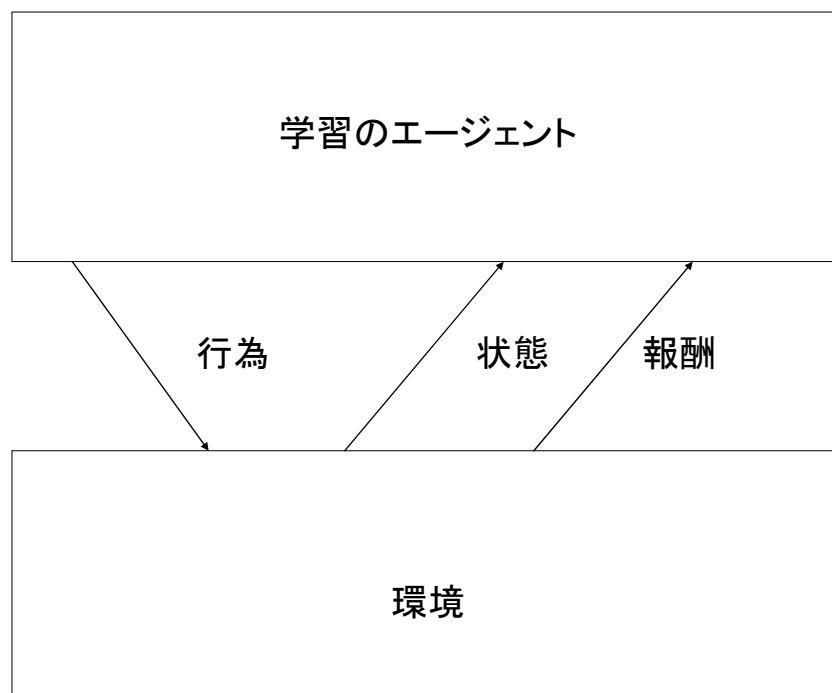 学習のエージェント
行為
状態
報酬
環境